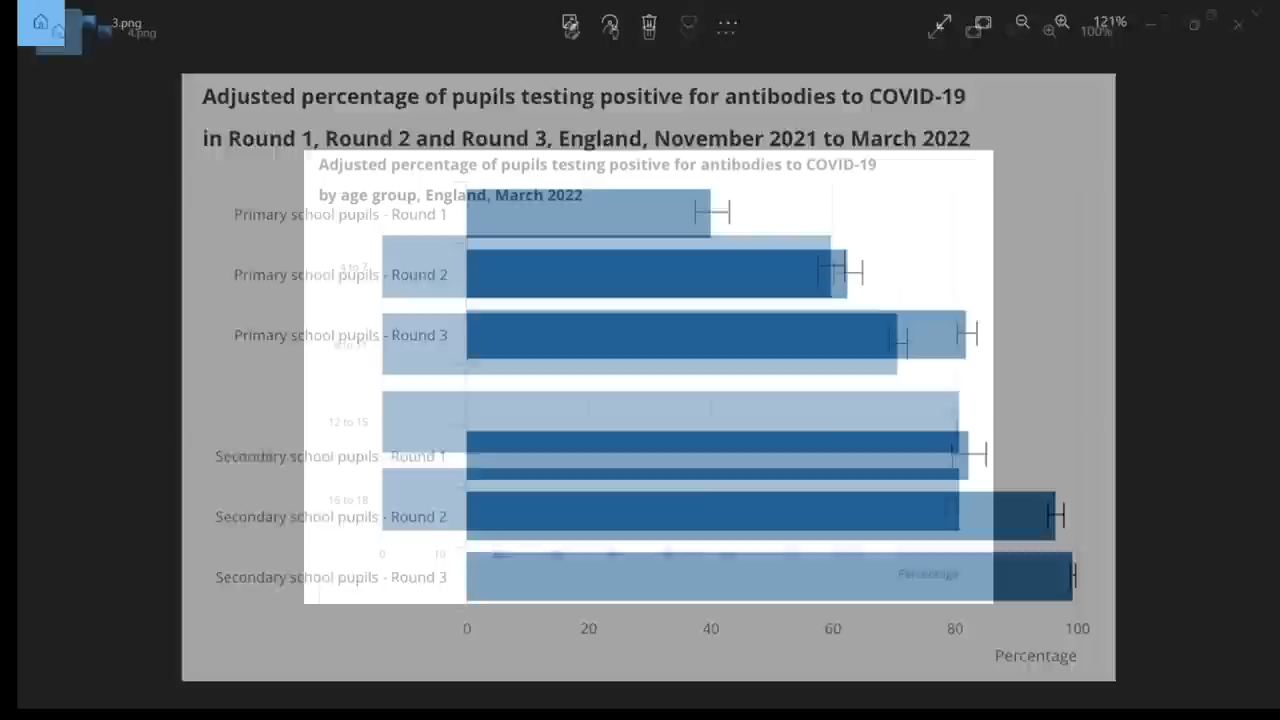 3.png
4.png
121%
100%
Adjusted percentage of pupils testing positive for antibodies to COVID-19
in Round 1, Round 2 and Round 3, England, November 2021 to March 2022
Adjusted percentage of pupils testing positive for antibodies to COVID-19
by age group, England, March 2022
Primary school pupils - Round 1
4 to 7
Primary school pupils - Round 2
Primary school pupils - Round 3
12 to 15
Secondary school pupils - Round 1
16 to 18
Secondary school pupils - Round 2
0 10
Percentage
Secondary school pupils - Round 3
0 20 40 60 80 100
Percentage